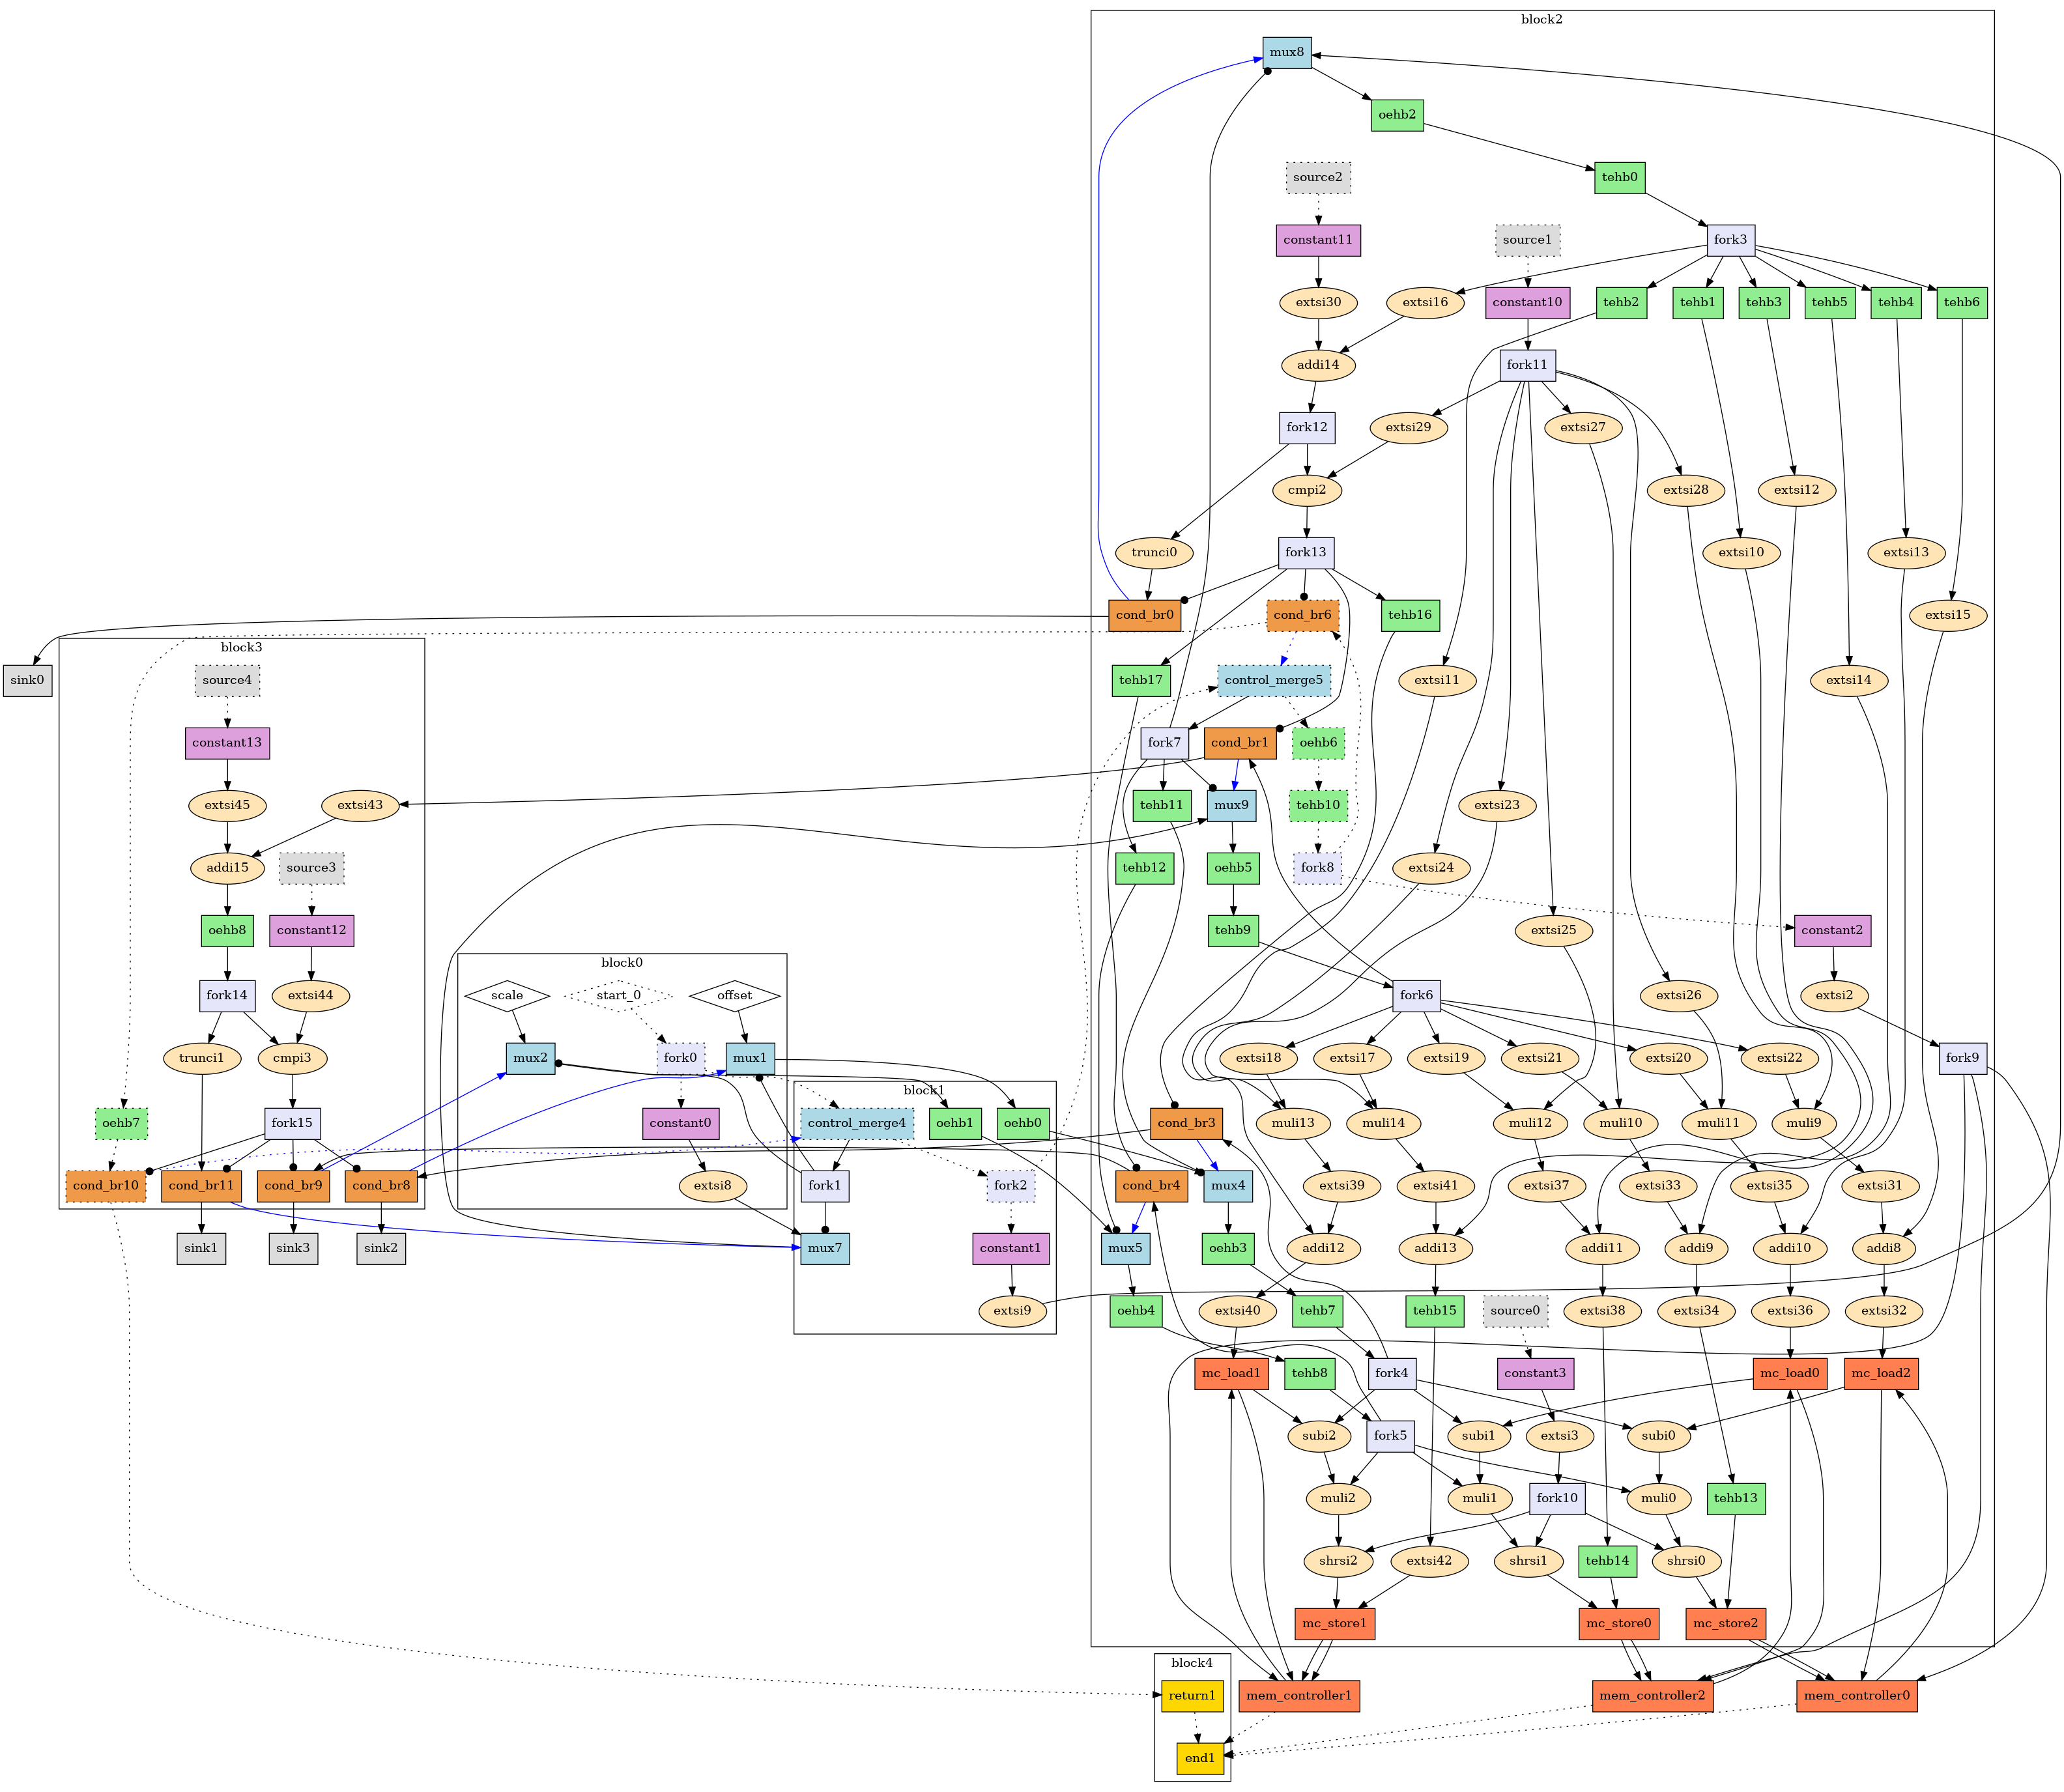 block2
mux8
oehb2
source2
tehb0
constant11
source1
fork3
extsi30
extsi16
constant10
tehb2
tehb1
tehb3
tehb5
tehb4
tehb6
addi14
fork11
fork12
extsi29
extsi27
cmpi2
extsi28
extsi12
trunci0
fork13
extsi10
extsi13
cond_br0
cond_br6
tehb16
extsi15
block3
sink0
source4
tehb17
control_merge5
extsi11
extsi14
constant13
fork7
cond_br1
oehb6
extsi45
extsi43
tehb11
mux9
tehb10
extsi23
addi15
source3
tehb12
oehb5
fork8
extsi24
oehb8
constant12
tehb9
extsi25
constant2
block0
fork14
extsi44
scale
start_0
offset
fork6
extsi26
extsi2
trunci1
cmpi3
mux2
fork0
mux1
extsi18
extsi17
extsi19
extsi21
extsi20
extsi22
fork9
block1
oehb7
fork15
constant0
control_merge4
oehb1
oehb0
cond_br3
muli13
muli14
muli12
muli10
muli11
muli9
cond_br10
cond_br11
cond_br9
cond_br8
extsi8
fork1
fork2
cond_br4
mux4
extsi39
extsi41
extsi37
extsi33
extsi35
extsi31
sink1
sink3
sink2
mux7
constant1
mux5
oehb3
addi12
addi13
addi11
addi9
addi10
addi8
extsi9
oehb4
extsi40
tehb7
tehb15
source0
extsi38
extsi34
extsi36
extsi32
mc_load1
tehb8
fork4
constant3
mc_load0
mc_load2
subi2
fork5
subi1
extsi3
subi0
muli2
muli1
fork10
muli0
tehb13
shrsi2
extsi42
shrsi1
tehb14
shrsi0
mc_store1
mc_store0
mc_store2
block4
return1
mem_controller1
mem_controller2
mem_controller0
end1